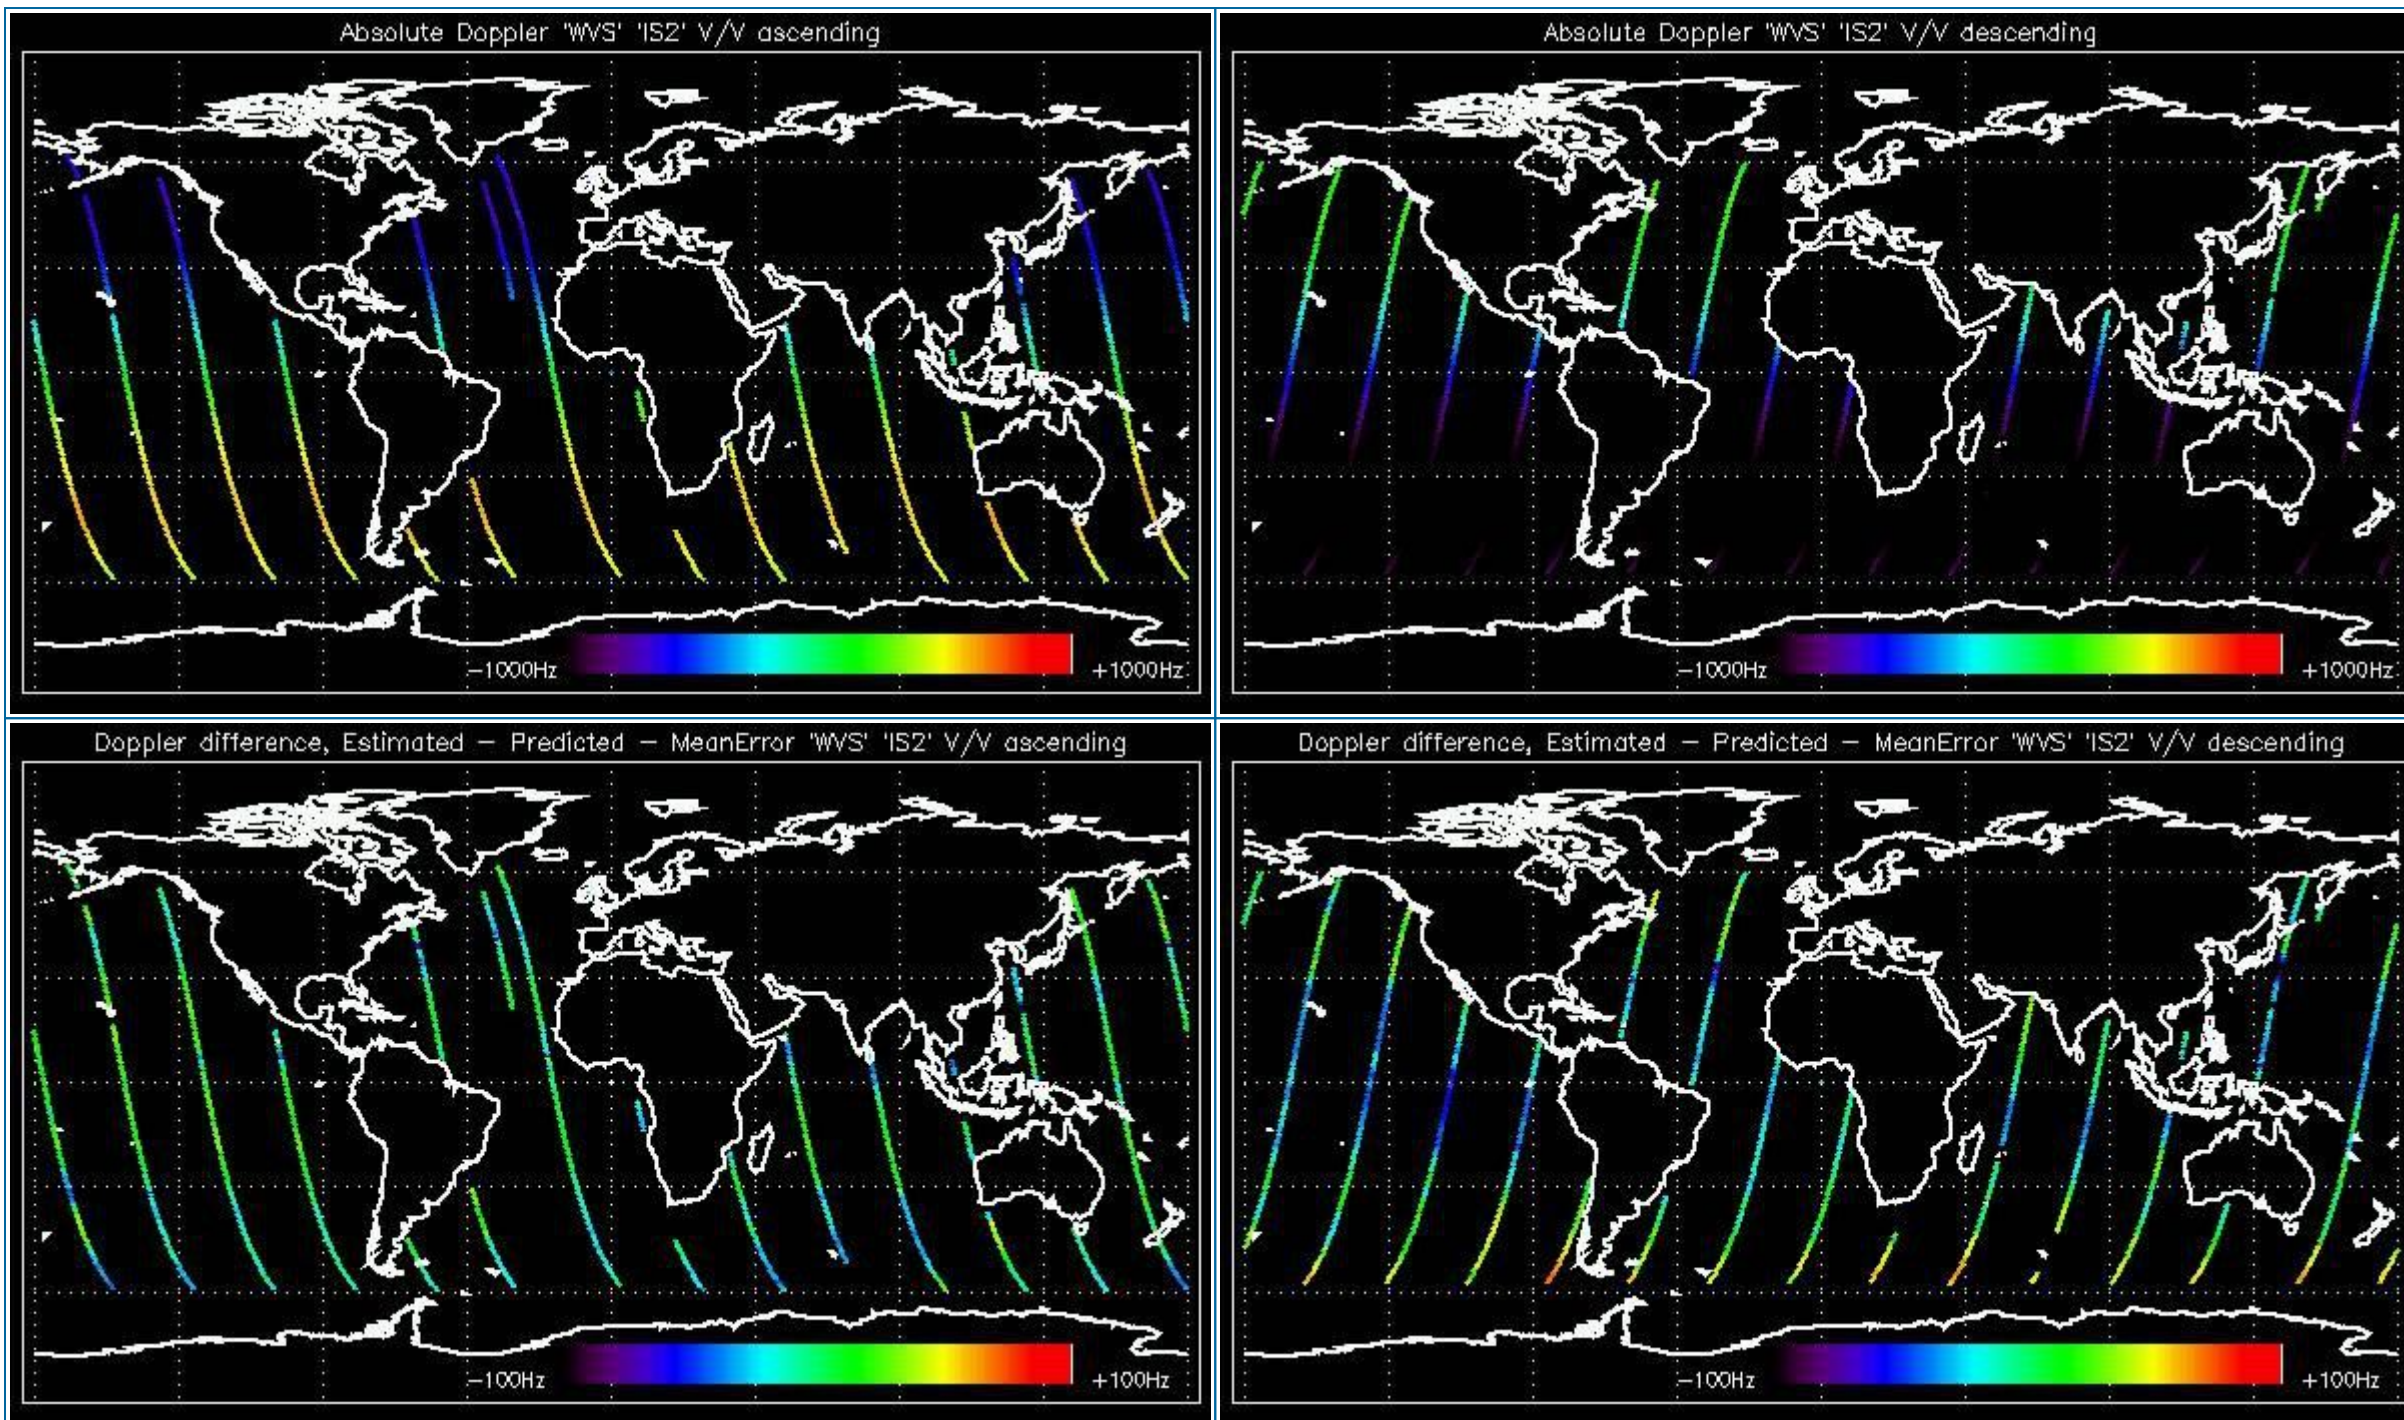 Absolute Doppler 'WVS' 'IS2' V/V ascending
-1000Hz
+1000Hz
Absolute Doppler 'WVS' 'IS2' V/V descending
-1000Hz
+1000Hz
Doppler difference, Estimated - Predicted - MeanError 'WVS' 'IS2' V/V ascending
-100Hz
+100Hz
Doppler difference, Estimated - Predicted - MeanError 'WVS' 'IS2' V/V descending
-100Hz
+100Hz